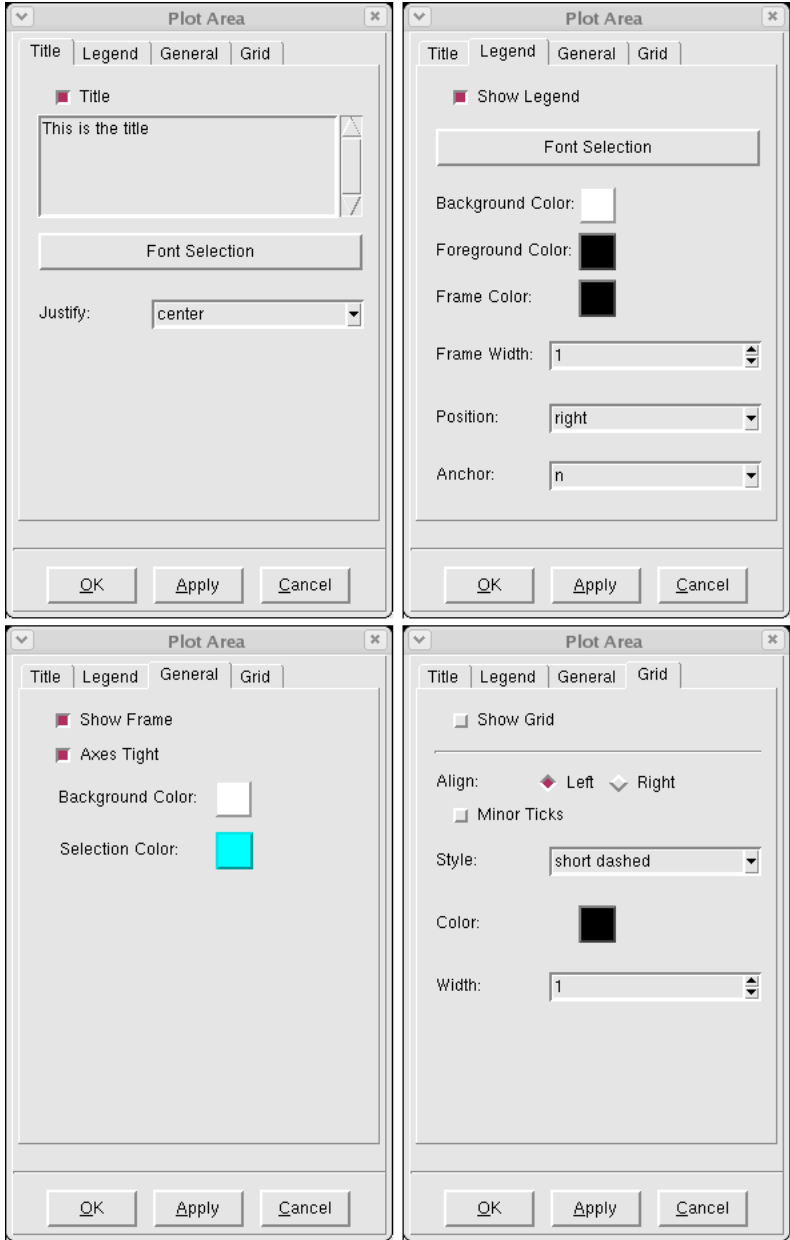 Plot Area
Title Legend General Grid
Title
This is the title
Font Selection
Justify: center
OK Apply Cancel
Plot Area
Title Legend General Grid
Show Legend
Font Selection
Background Color:
Foreground Color:
Frame Color:
Frame Width: 1
Position: right
Anchor: n
OK Apply Cancel
Plot Area
Title Legend General Grid
Show Frame
Axes Tight
Background Color:
Selection Color:
OK Apply Cancel
Plot Area
Title Legend General Grid
Show Grid
Align: Left Right
Minor Ticks
Style: short dashed
Color:
Width: 1
OK Apply Cancel